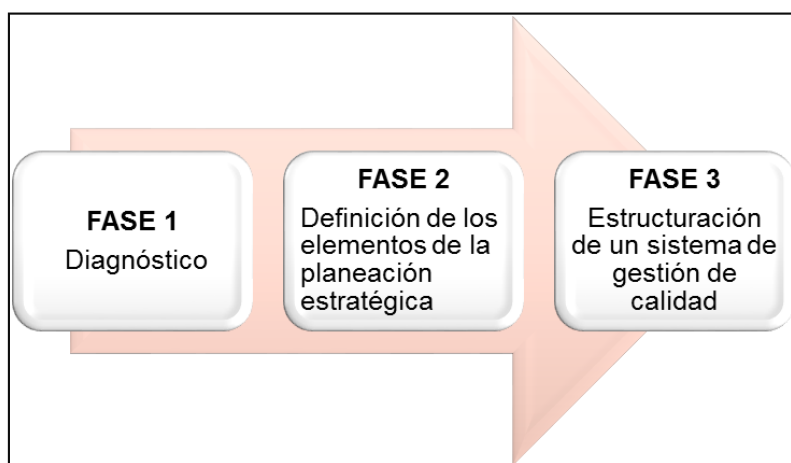 FASE 1
Diagnóstico
FASE 2
Definición de los
elementos de la
planeación
estratégica
FASE 3
Estructuración
de un sistema de
gestión de
calidad